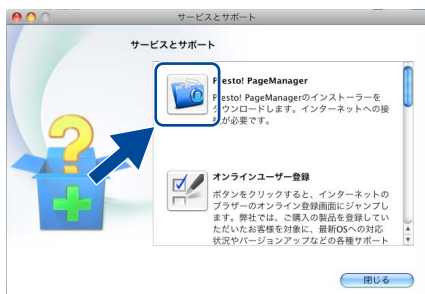 サービスとサポート
サービスとサポート
Presto! PageManager
Presto! PageManagerのインストーラーを
ダウンロードします。インターネットへの接
が必要です。
オンラインユーザー登録
ボタンをクリックすると、インターネットの
ブラザーのオンライン登録画面にジャンプし
ます。弊社では、ご購入の製品を登録してい
ただいたお客様を対象に、最新OSへの対応
状況やバージョンアップなどの各種サポート
閉じる